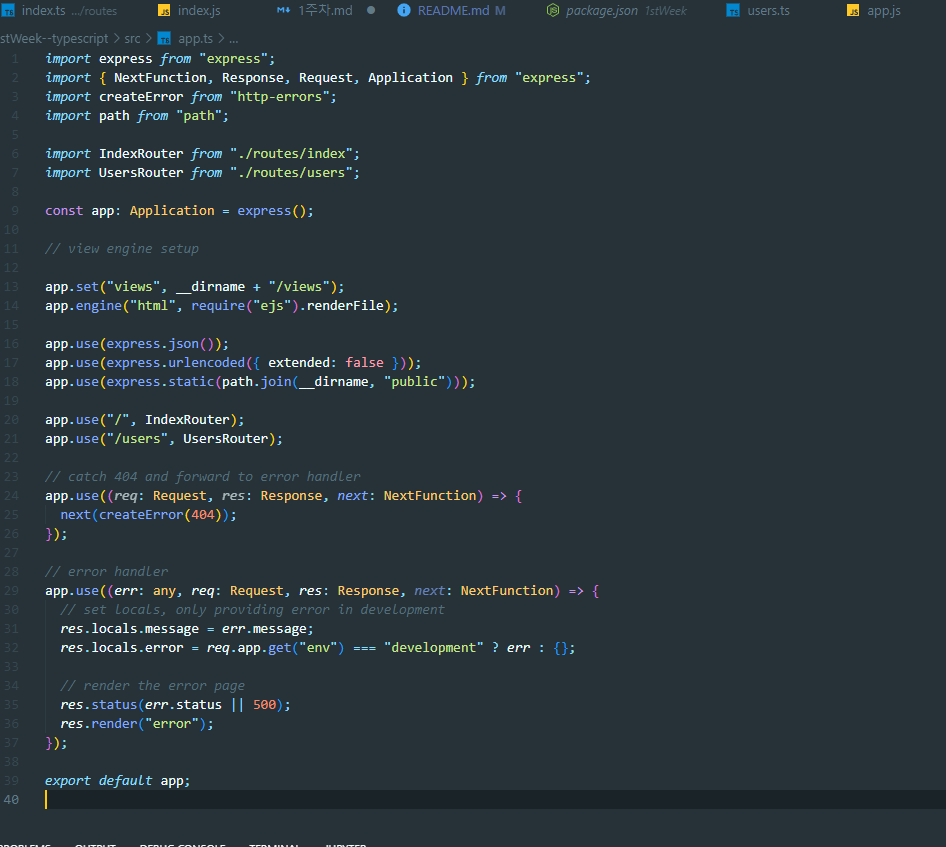 index.ts .../routes
index.js
1주차.md
README.md M
package.json 1stWeek
users.ts
app.js
stWeek--typescript > src > app.ts > ...
1 import express from "express";
2 import { NextFunction, Response, Request, Application } from "express";
3 import createError from "http-errors";
4 import path from "path";
5
6 import IndexRouter from "./routes/index";
7 import UsersRouter from "./routes/users";
8
9 const app: Application = express();
10
11 // view engine setup
12
13 app.set("views", __dirname + "/views");
14 app.engine("html", require("ejs").renderFile);
15
16 app.use(express.json());
17 app.use(express.urlencoded({ extended: false }));
18 app.use(express.static(path.join(__dirname, "public")));
19
20 app.use("/", IndexRouter);
21 app.use("/users", UsersRouter);
22
23 // catch 404 and forward to error handler
24 app.use((req: Request, res: Response, next: NextFunction) => {
25 next(createError(404));
26 });
27
28 // error handler
29 app.use((err: any, req: Request, res: Response, next: NextFunction) => {
30 // set locals, only providing error in development
31 res.locals.message = err.message;
32 res.locals.error = req.app.get("env") === "development" ? err : {};
33
34 // render the error page
35 res.status(err.status || 500);
36 res.render("error");
37 });
38
39 export default app;
40
PROBLEMS OUTPUT DEBUG CONSOLE TERMINAL JUPYTER